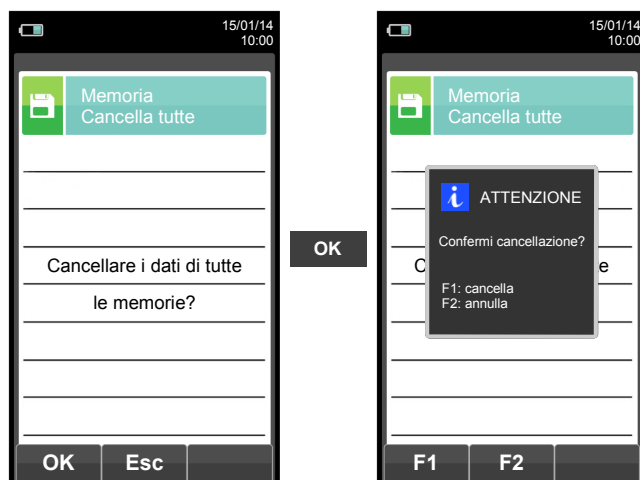 15/01/14
10:00
Memoria
Cancella tutte
Cancellare i dati di tutte
le memorie?
OK Esc
OK
15/01/14
10:00
Memoria
Cancella tutte
C e
i ATTENZIONE
Confermi cancellazione?
F1: cancella
F2: annulla
F1 F2